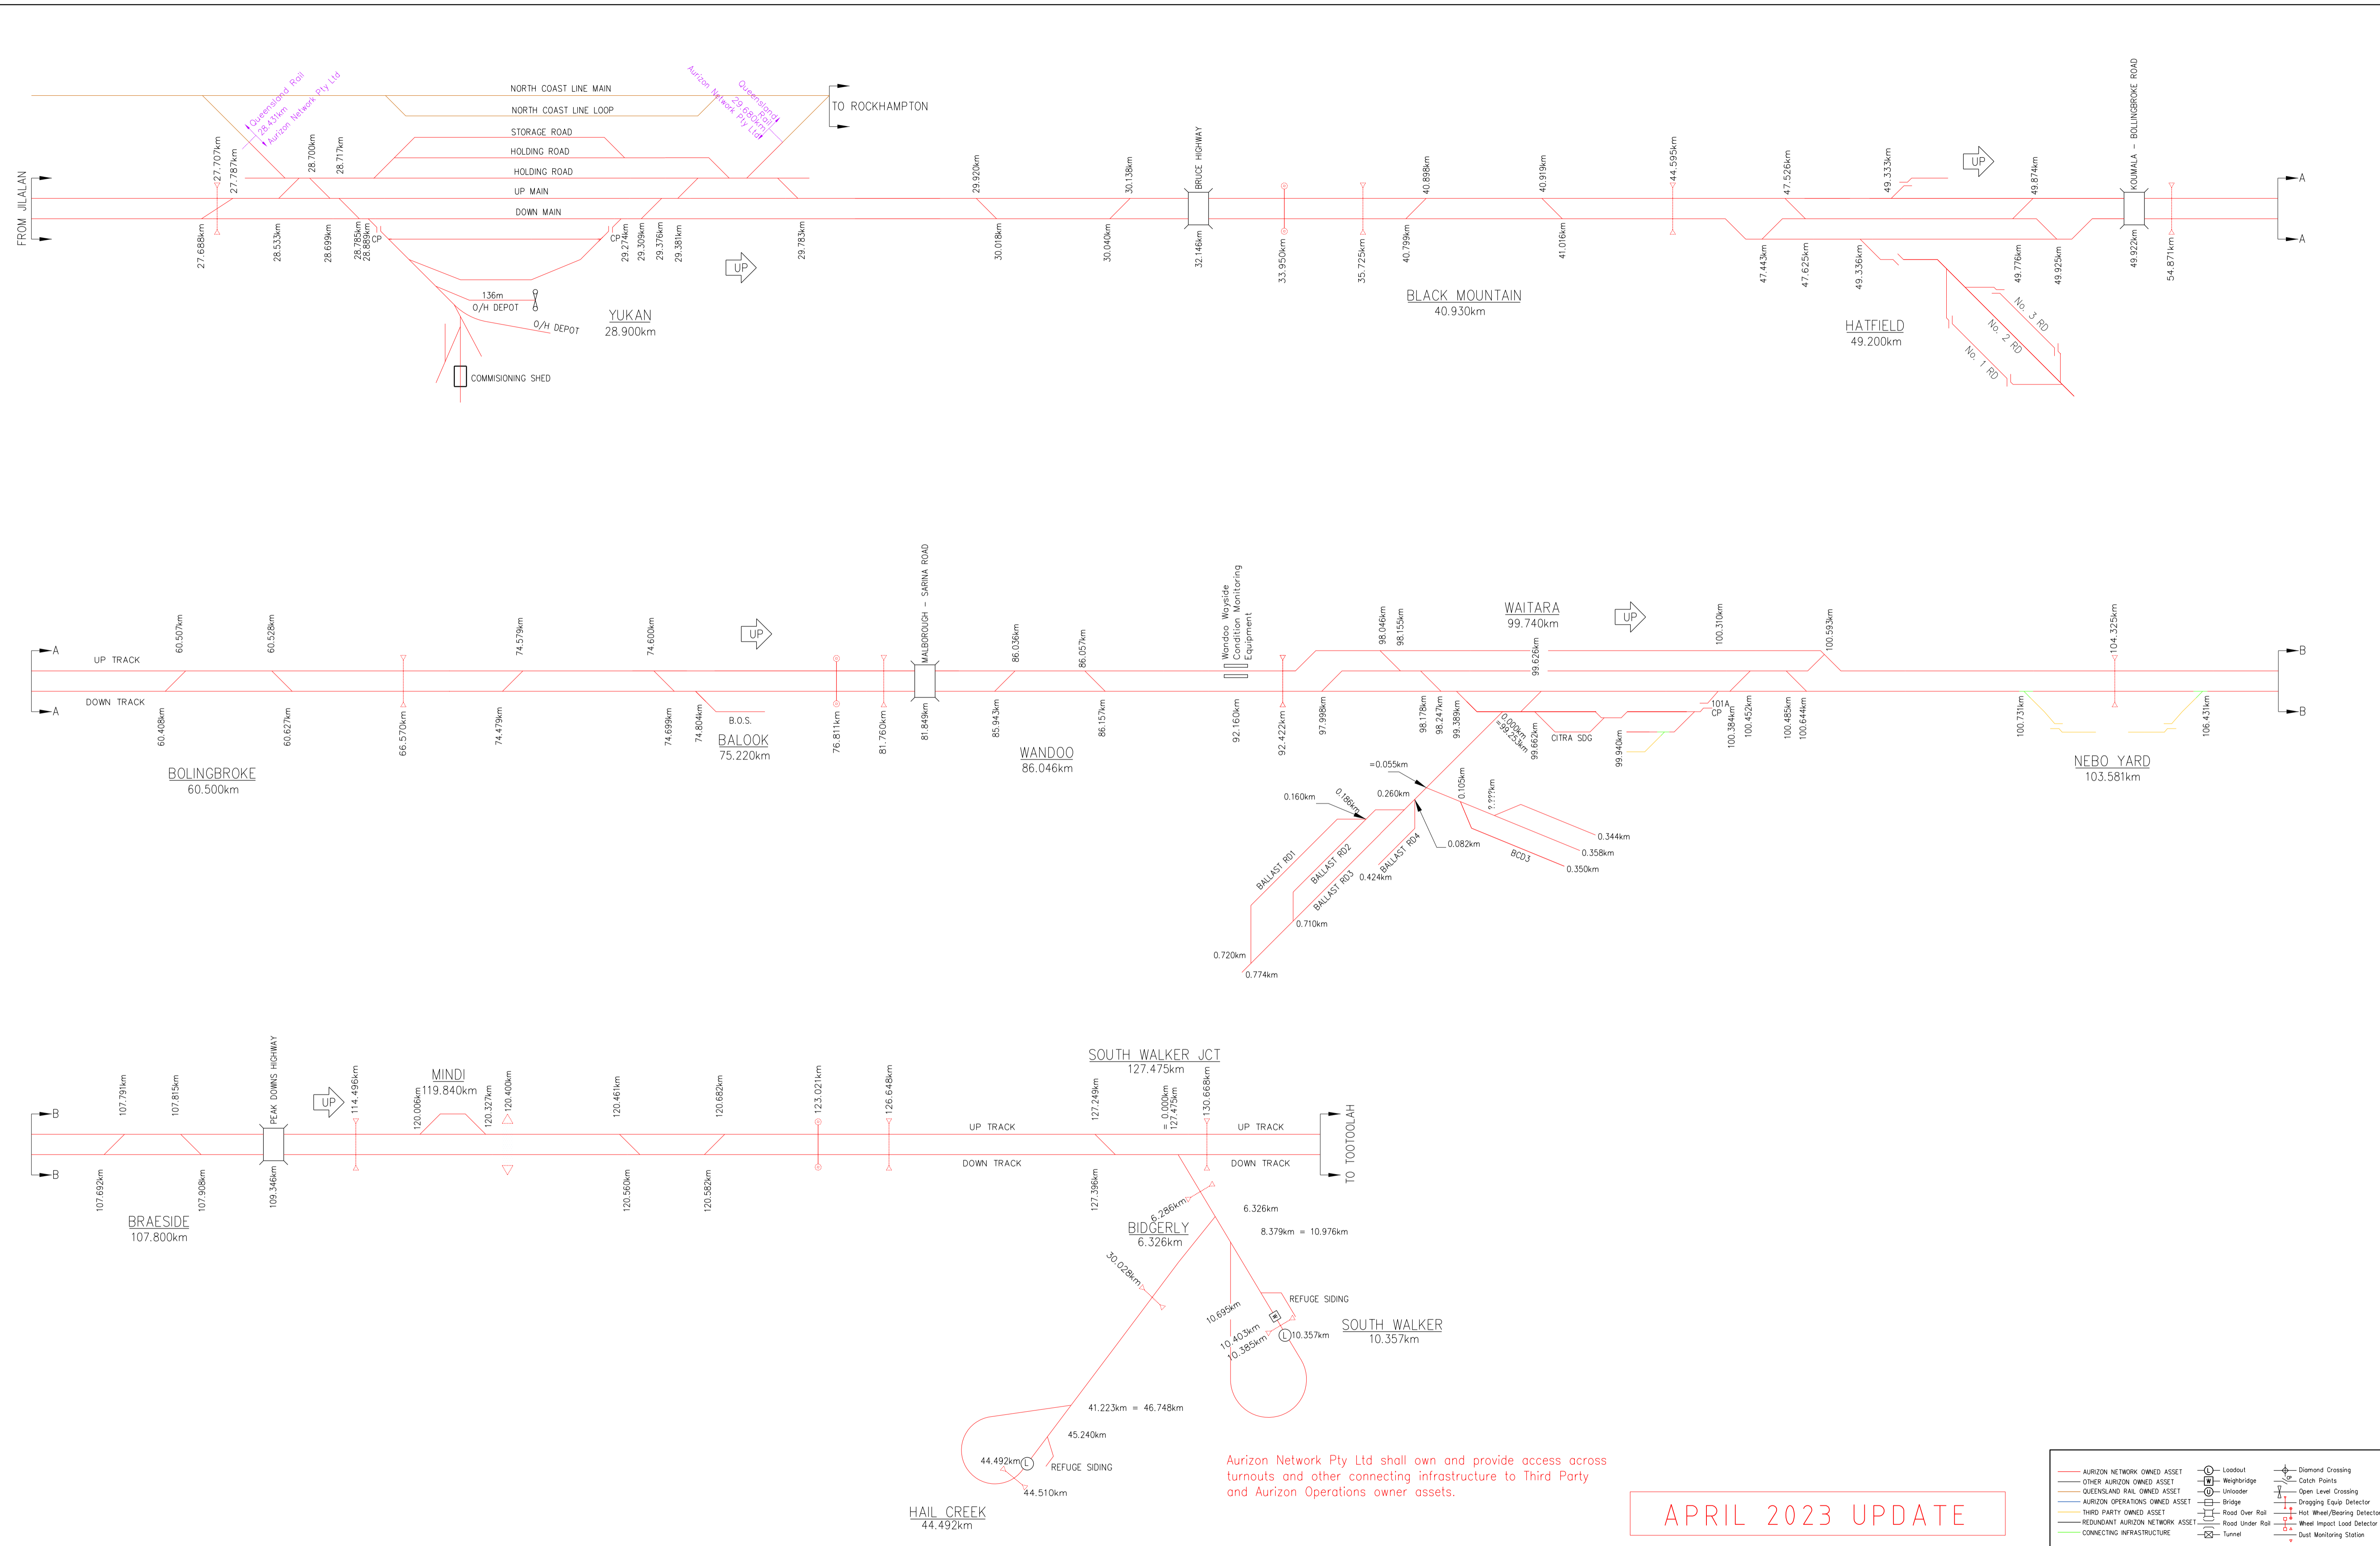 NORTH COAST LINE MAIN
NORTH COAST LINE LOOP
STORAGE ROAD
HOLDING ROAD
HOLDING ROAD
UP MAIN
DOWN MAIN
FROM JILALAN
TO ROCKHAMPTON
Queensland Rail
28.431km
Aurizon Network Pty Ltd
Queensland Rail
29.680km
Aurizon Network Pty Ltd
27.707km
27.787km
28.700km
28.717km
27.688km
28.533km
28.699km
28.785km
28.889km
CP
CP
29.274km
29.309km
29.376km
29.381km
29.783km
UP
136m
O/H DEPOT
O/H DEPOT
COMMISIONING SHED
YUKAN
28.900km
29.920km
30.018km
30.040km
30.138km
BRUCE HIGHWAY
32.146km
33.950km
35.725km
40.799km
40.898km
40.919km
41.016km
BLACK MOUNTAIN
40.930km
44.595km
47.526km
49.333km
UP
49.874km
KOUMALA - BOLLINGBROKE ROAD
47.443km
47.625km
49.336km
49.776km
49.925km
49.922km
54.871km
A
A
HATFIELD
49.200km
No. 3 RD
No. 2 RD
No. 1 RD
A
A
UP TRACK
DOWN TRACK
60.507km
60.528km
60.408km
60.627km
BOLINGBROKE
60.500km
66.570km
74.579km
74.600km
74.479km
74.699km
74.804km
B.O.S.
BALOOK
75.220km
UP
76.811km
81.760km
MALBOROUGH - SARINA ROAD
81.849km
86.036km
86.057km
85.943km
86.157km
WANDOO
86.046km
Wandoo Wayside
Condition Monitoring
Equipment
92.160km
92.422km
97.998km
98.046km
98.155km
98.178km
98.247km
99.389km
WAITARA
99.740km
UP
99.626km
0.000km
=99.253km
99.662km
CITRA SDG
99.940km
101A
CP
100.310km
100.384km
100.452km
100.485km
100.644km
100.593km
104.325km
100.731km
106.431km
NEBO YARD
103.581km
B
B
=0.055km
0.260km
0.105km
?.???km
0.160km
0.186km
0.344km
0.358km
0.350km
BCD3
0.082km
BALLAST RD1
BALLAST RD2
BALLAST RD3
BALLAST RD4
0.424km
0.710km
0.720km
0.774km
B
B
107.791km
107.815km
107.692km
107.908km
BRAESIDE
107.800km
PEAK DOWNS HIGHWAY
109.346km
UP
114.496km
MINDI
119.840km
120.006km
120.327km
120.400km
120.461km
120.682km
120.560km
120.582km
123.021km
126.648km
UP TRACK
DOWN TRACK
SOUTH WALKER JCT
127.475km
127.249km
127.396km
= 0.000km
127.475km
130.668km
UP TRACK
DOWN TRACK
TO TOOTOOLAH
6.286km
6.326km
BIDGERLY
6.326km
8.379km = 10.976km
30.028km
REFUGE SIDING
10.695km
10.403km
10.385km
W
L
10.357km
SOUTH WALKER
10.357km
41.223km = 46.748km
45.240km
44.492km
L
REFUGE SIDING
44.510km
HAIL CREEK
44.492km
Aurizon Network Pty Ltd shall own and provide access across
turnouts and other connecting infrastructure to Third Party
and Aurizon Operations owner assets.
APRIL 2023 UPDATE
AURIZON NETWORK OWNED ASSET
OTHER AURIZON OWNED ASSET
QUEENSLAND RAIL OWNED ASSET
AURIZON OPERATIONS OWNED ASSET
THIRD PARTY OWNED ASSET
REDUNDANT AURIZON NETWORK ASSET
CONNECTING INFRASTRUCTURE
L Loadout
W Weighbridge
U Unloader
Bridge
Road Over Rail
Road Under Rail
Tunnel
Diamond Crossing
CP Catch Points
Open Level Crossing
Dragging Equip Detector
Hot Wheel/Bearing Detector
Wheel Impact Load Detector
Dust Monitoring Station